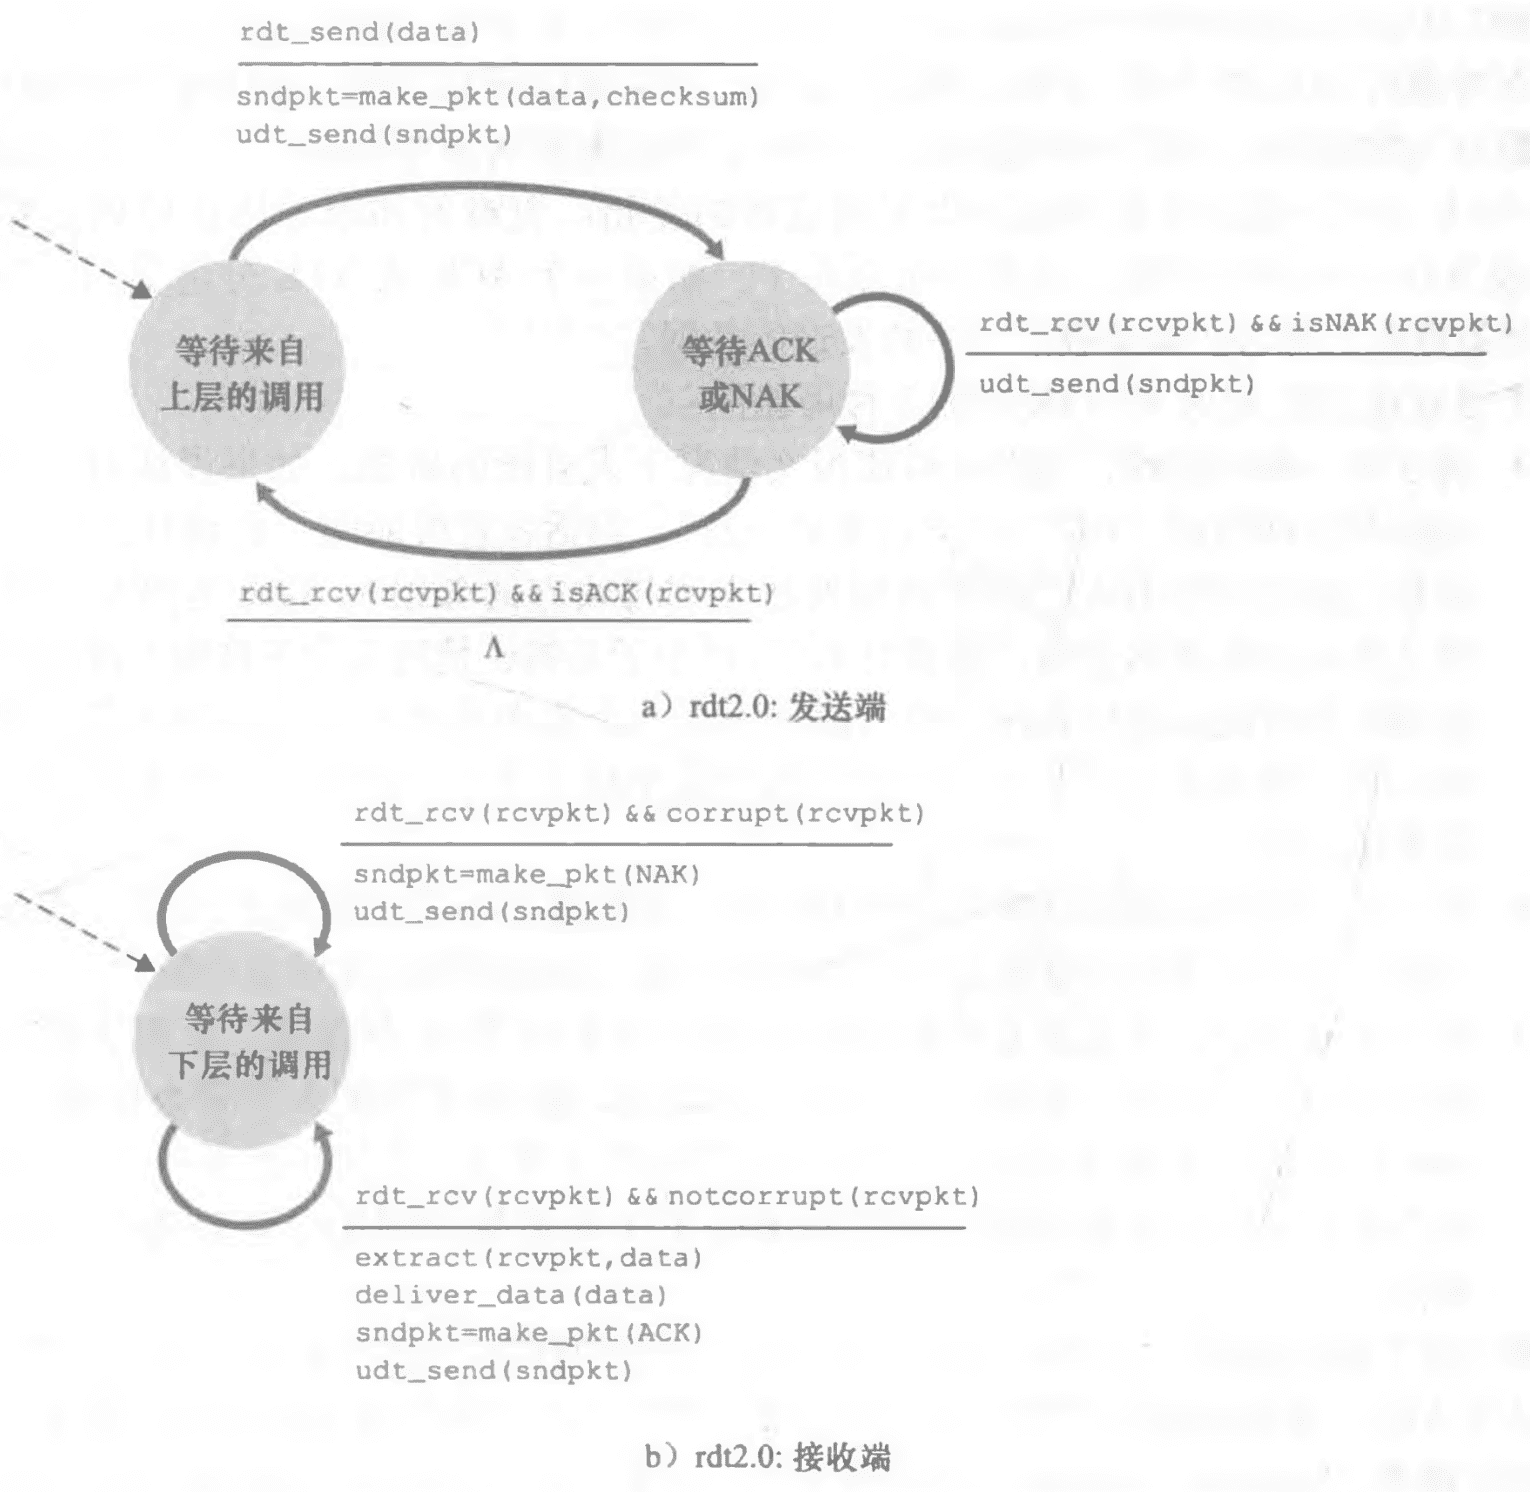 rdt_send(data)
sndpkt=make_pkt(data,checksum)
udt_send(sndpkt)
等待来自
上层的调用
等待ACK
或NAK
rdt_rcv(rcvpkt) && isNAK(rcvpkt)
udt_send(sndpkt)
rdt_rcv(rcvpkt) && isACK(rcvpkt)
Λ
a）rdt2.0: 发送端
rdt_rcv(rcvpkt) && corrupt(rcvpkt)
sndpkt=make_pkt(NAK)
udt_send(sndpkt)
等待来自
下层的调用
rdt_rcv(rcvpkt) && notcorrupt(rcvpkt)
extract(rcvpkt,data)
deliver_data(data)
sndpkt=make_pkt(ACK)
udt_send(sndpkt)
b）rdt2.0: 接收端